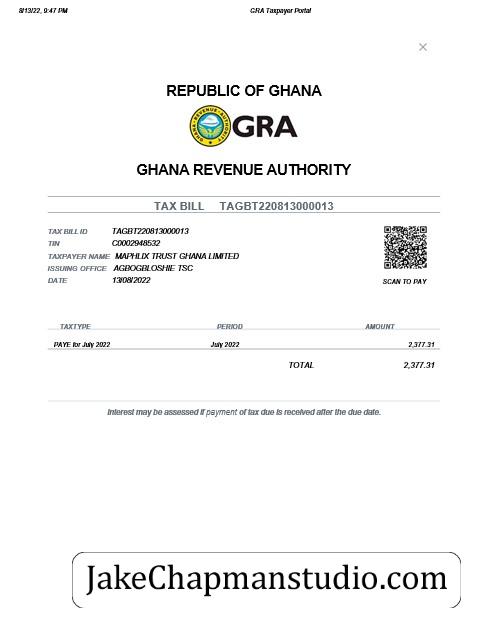 8/13/22, 9:47 PM GRA Taxpayer Portal
REPUBLIC OF GHANA
GHANA REVENUE AUTHORITY
GRA
GHANA REVENUE AUTHORITY
TAX BILL TAGBT220813000013
TAX BILL ID TAGBT220813000013
TIN C0002948532
TAXPAYER NAME MAPHLIX TRUST GHANA LIMITED
ISSUING OFFICE AGBOGBLOSHIE TSC
DATE 13/08/2022
SCAN TO PAY
TAXTYPE PERIOD AMOUNT
PAYE for July 2022 July 2022 2,377.31
TOTAL 2,377.31
Interest may be assessed if payment of tax due is received after the due date.
JakeChapmanstudio.com